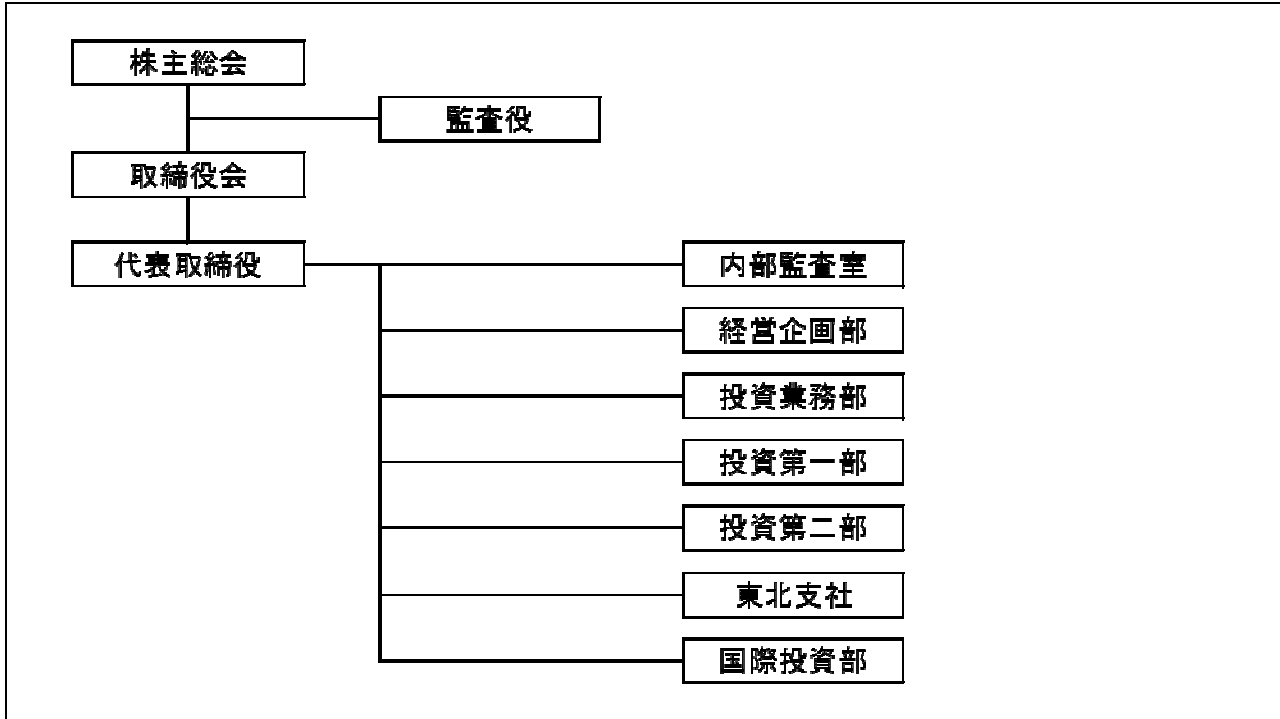 株主総会
監査役
取締役会
代表取締役
内部監査室
経営企画部
投資業務部
投資第一部
投資第二部
東北支社
国際投資部